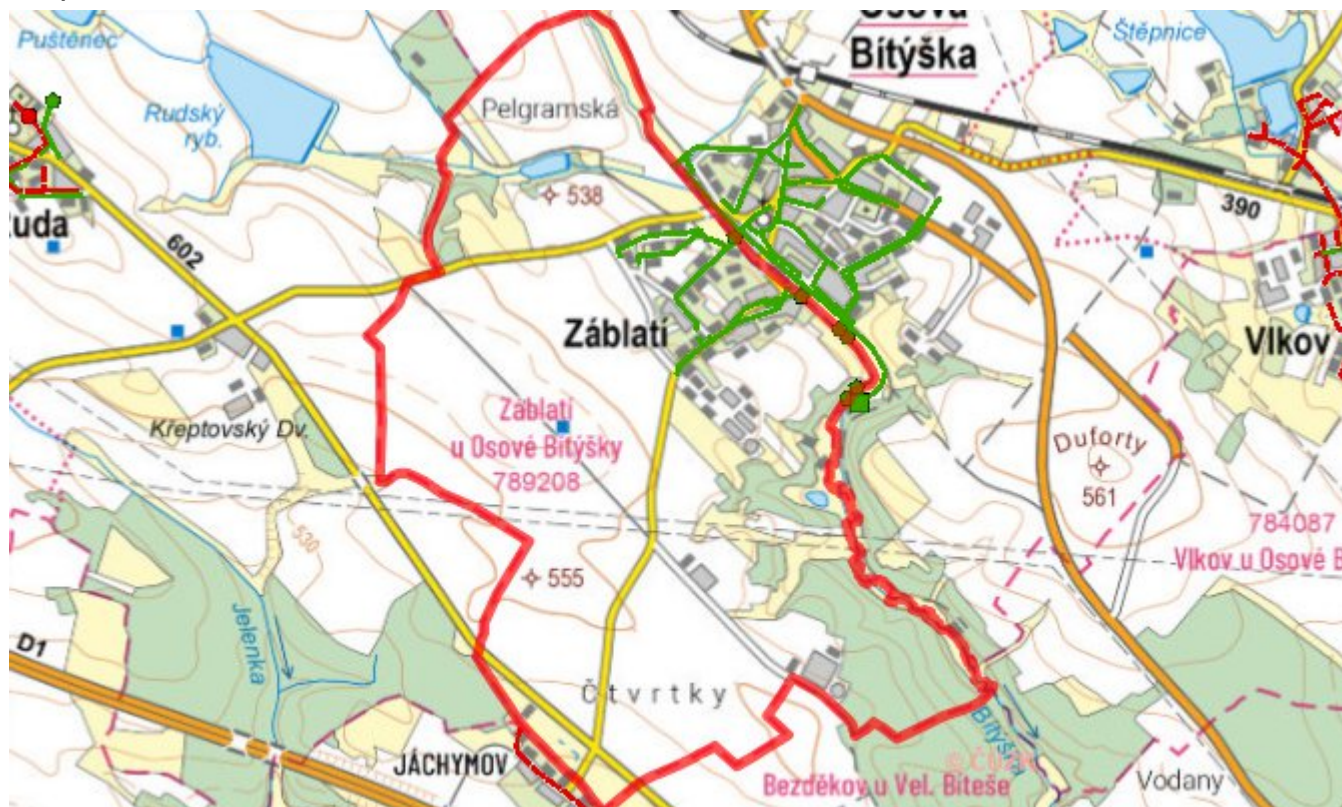 Osová
Bítýška
Puštěnec
Štěpnice
Rudský
ryb.
Pelgramská
538
390
602
Záblatí
Vlkov
Křeptovský Dv.
Záblatí
u Osové Bítýšky
789208
Duforty
561
784087
Vlkov u Osové B
530
555
Jelenka
D1
Čtvrtky
JÁCHYMOV
Bítýška
© ČÚZK
Bezděkov u Vel. Bíteše
Vodany